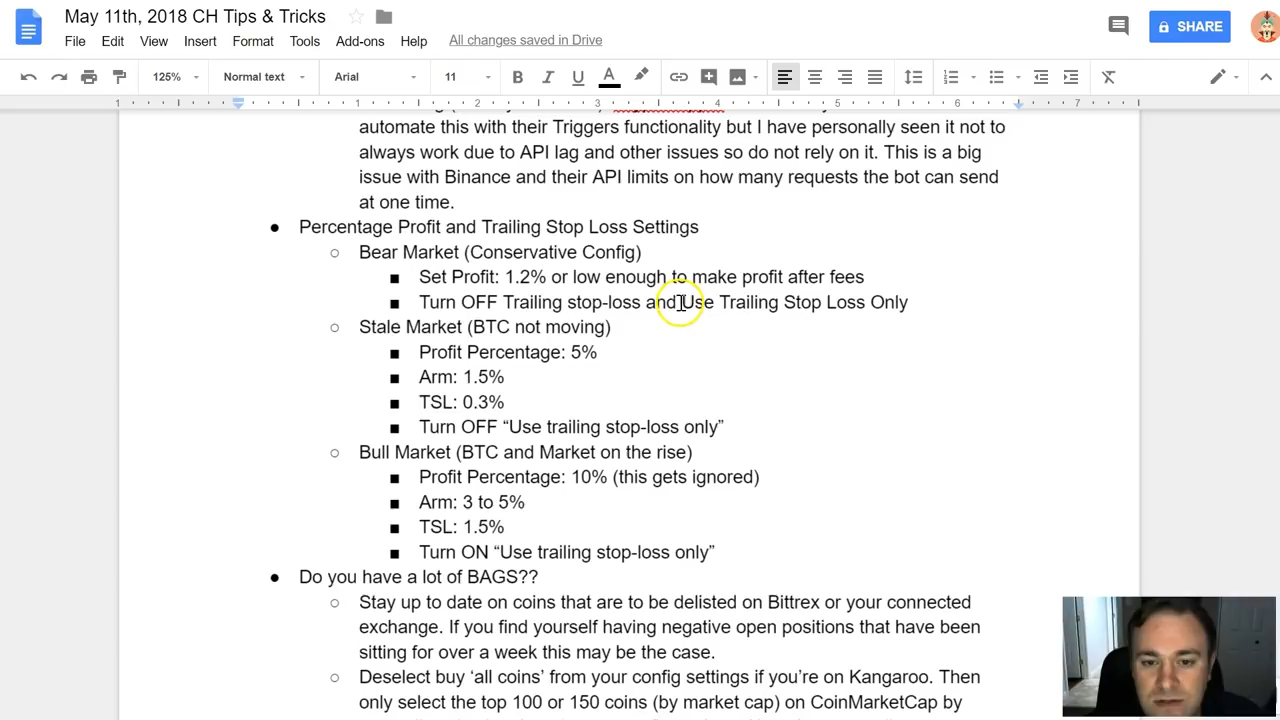 May 11th, 2018 CH Tips & Tricks
SHARE
File Edit View Insert Format Tools Add-ons Help All changes saved in Drive
125% Normal text Arial 11 B I U A
1 1 2 3 4 5 6 7
automate this with their Triggers functionality but I have personally seen it not to
always work due to API lag and other issues so do not rely on it. This is a big
issue with Binance and their API limits on how many requests the bot can send
at one time.
● Percentage Profit and Trailing Stop Loss Settings
○ Bear Market (Conservative Config)
■ Set Profit: 1.2% or low enough to make profit after fees
■ Turn OFF Trailing stop-loss and Use Trailing Stop Loss Only
○ Stale Market (BTC not moving)
■ Profit Percentage: 5%
■ Arm: 1.5%
■ TSL: 0.3%
■ Turn OFF “Use trailing stop-loss only”
○ Bull Market (BTC and Market on the rise)
■ Profit Percentage: 10% (this gets ignored)
■ Arm: 3 to 5%
■ TSL: 1.5%
■ Turn ON “Use trailing stop-loss only”
● Do you have a lot of BAGS??
○ Stay up to date on coins that are to be delisted on Bittrex or your connected
exchange. If you find yourself having negative open positions that have been
sitting for over a week this may be the case.
○ Deselect buy ‘all coins’ from your config settings if you’re on Kangaroo. Then
only select the top 100 or 150 coins (by market cap) on CoinMarketCap by